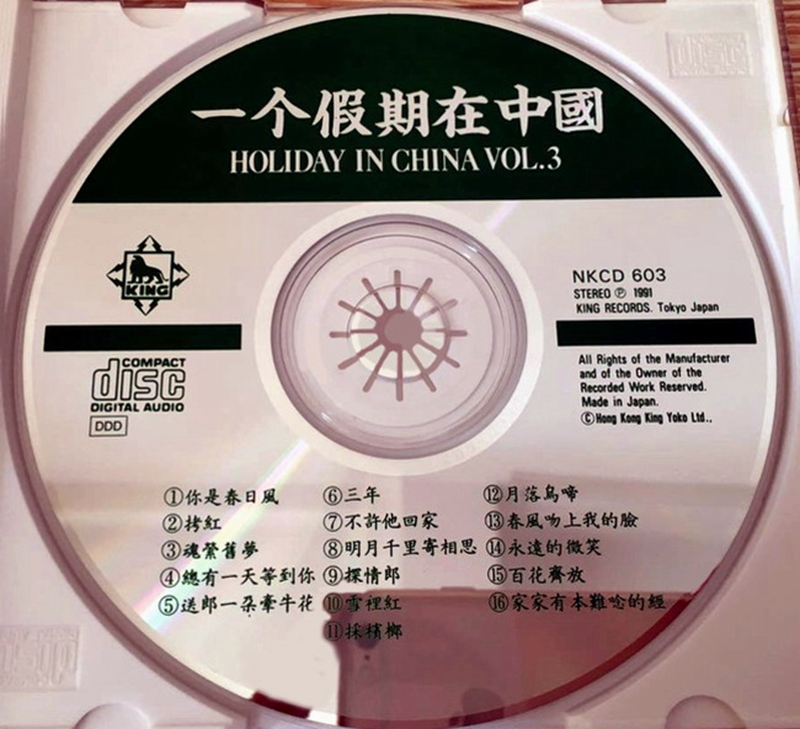 一个假期在中國
HOLIDAY IN CHINA VOL.3
KING
NKCD 603
STEREO Ⓟ 1991
KING RECORDS. Tokyo Japan
COMPACT
disc
DIGITAL AUDIO
DDD
All Rights of the Manufacturer
and of the Owner of the
Recorded Work Reserved.
Made in Japan.
©Hong Kong King Yoko Ltd.,
①你是春日風
②拷紅
③魂縈舊夢
④總有一天等到你
⑤送郎一朶牽牛花
⑥三年
⑦不許他回家
⑧明月千里寄相思
⑨探情郎
⑩雪裡紅
⑪採檳榔
⑫月落烏啼
⑬春風吻上我的臉
⑭永遠的微笑
⑮百花齊放
⑯家家有本難唸的經